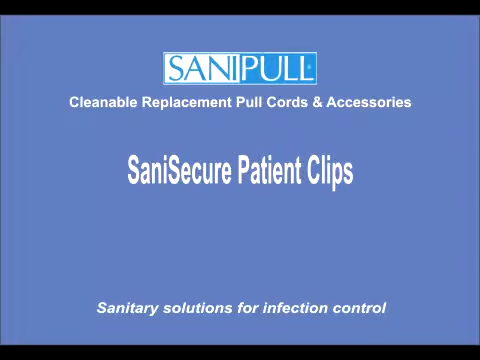 SANIPULL®
Cleanable Replacement Pull Cords & Accessories
SaniSecure Patient Clips
Sanitary solutions for infection control